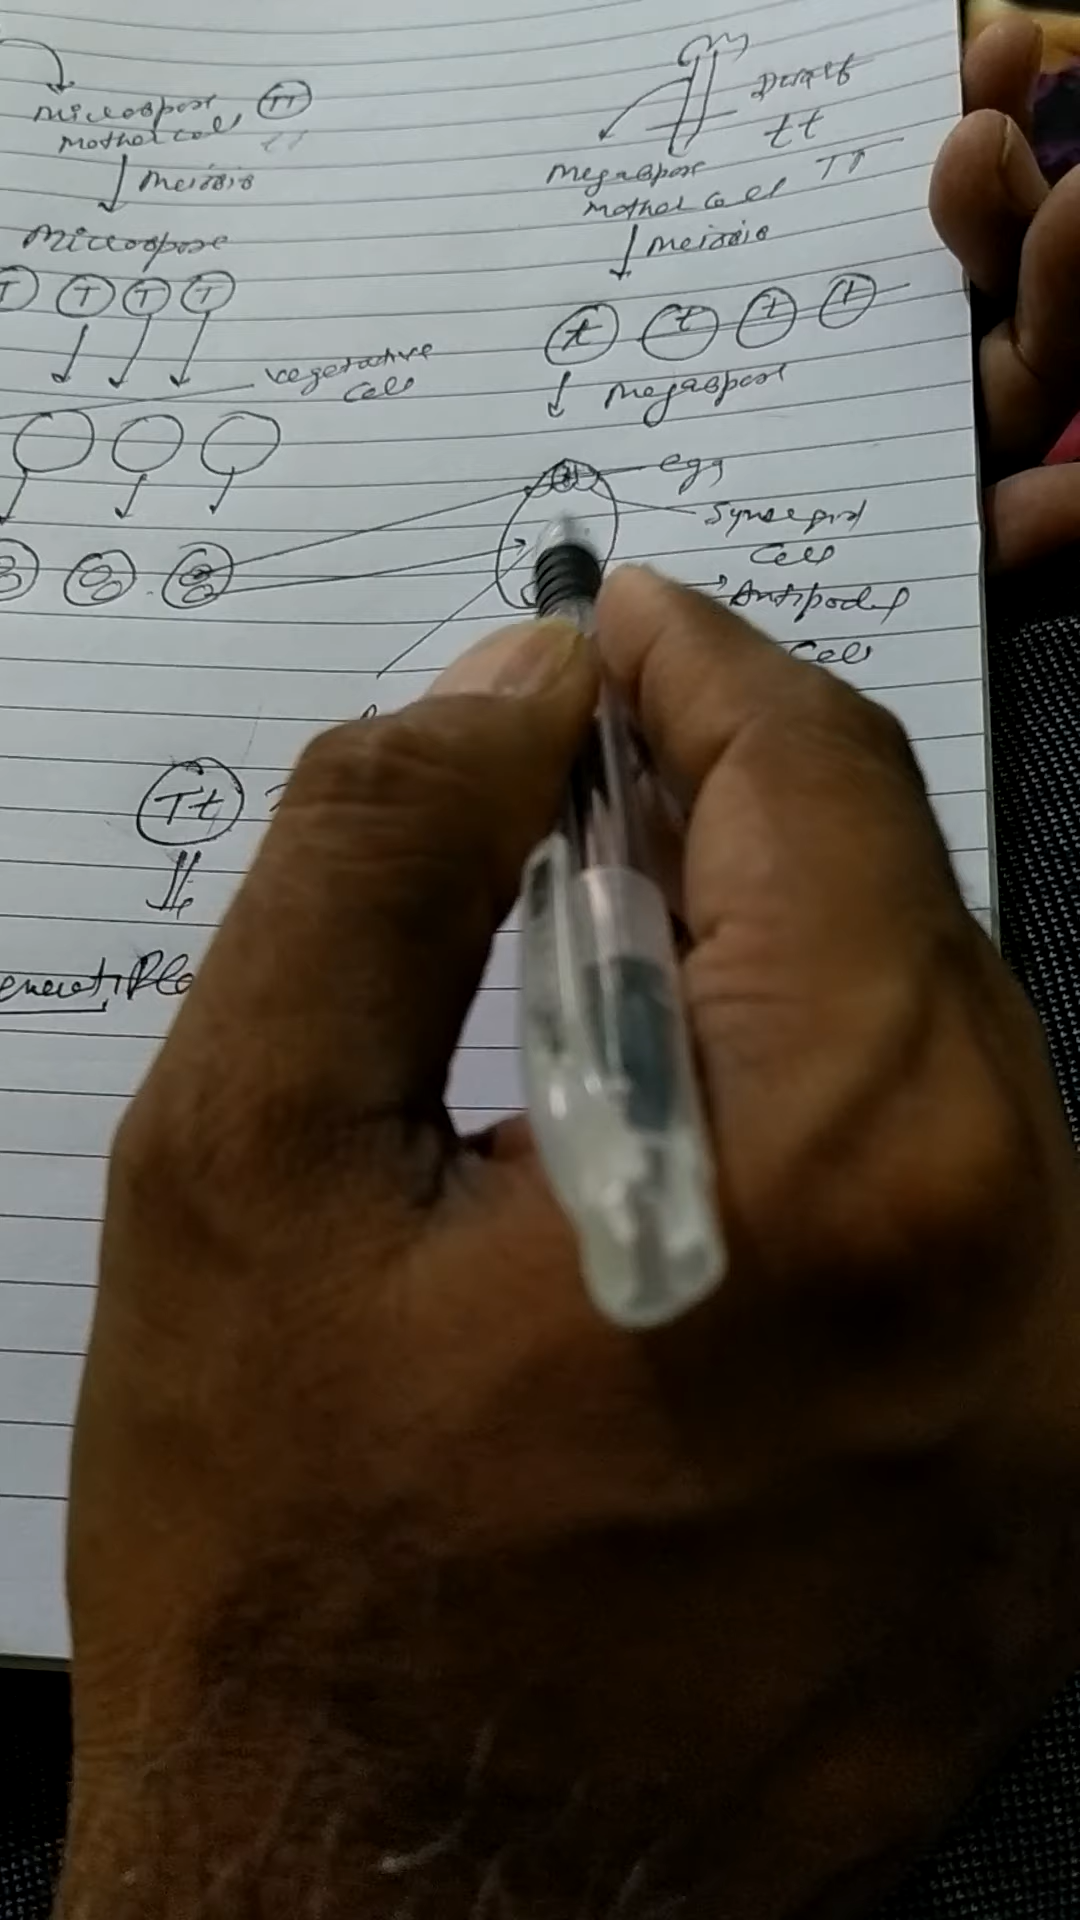 Microspore TT
Mother cell
Meiosis
Microspore
T T T T
vegetative
cell
Dwarf
tt
TT
Megaspore
Mother cell
Meiosis
t t t t
Megaspore
egg
Synergid
Cell
Antipodal
Cell
Tt